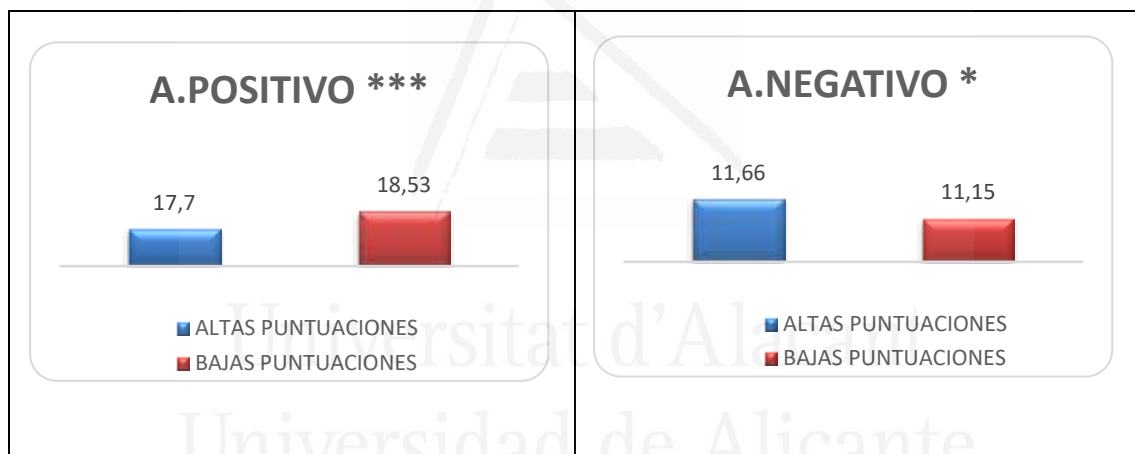 A.POSITIVO ***
17,7
18,53
ALTAS PUNTUACIONES
BAJAS PUNTUACIONES
A.NEGATIVO *
11,66
11,15
ALTAS PUNTUACIONES
BAJAS PUNTUACIONES
Universitat d'Alacant
Universidad de Alicante